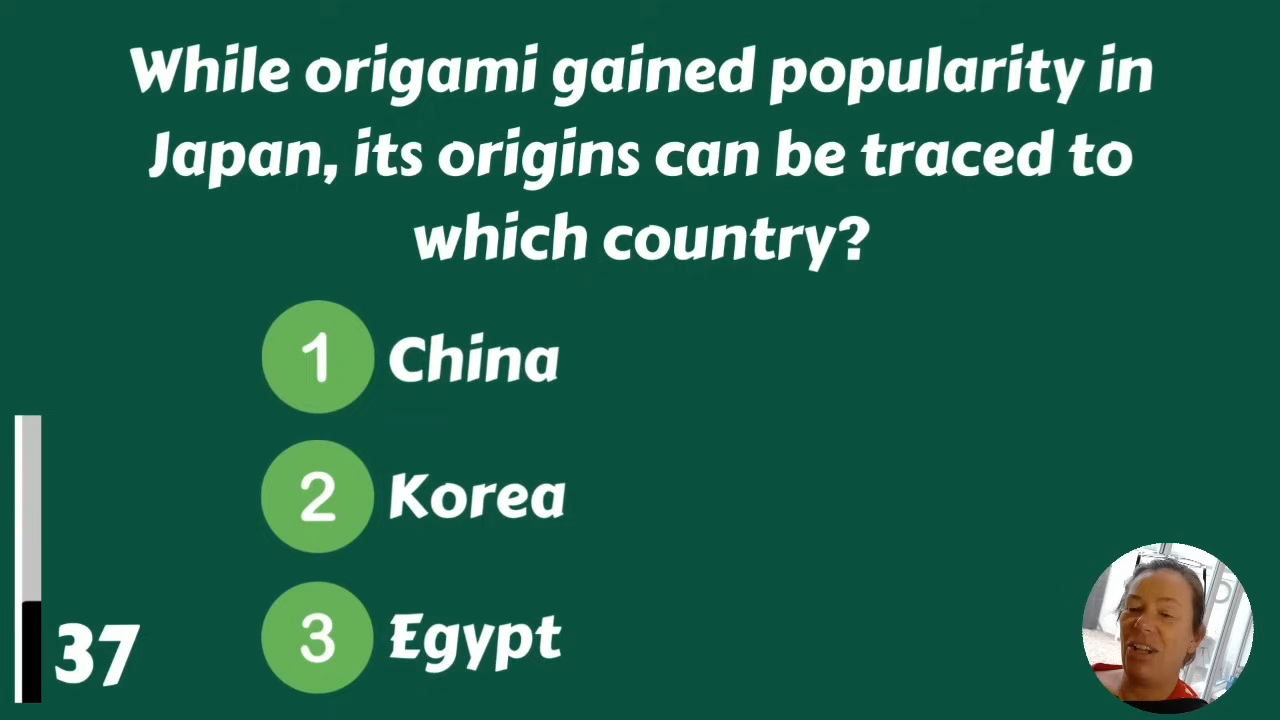 While origami gained popularity in
Japan, its origins can be traced to
which country?
1 China
2 Korea
3 Egypt
37